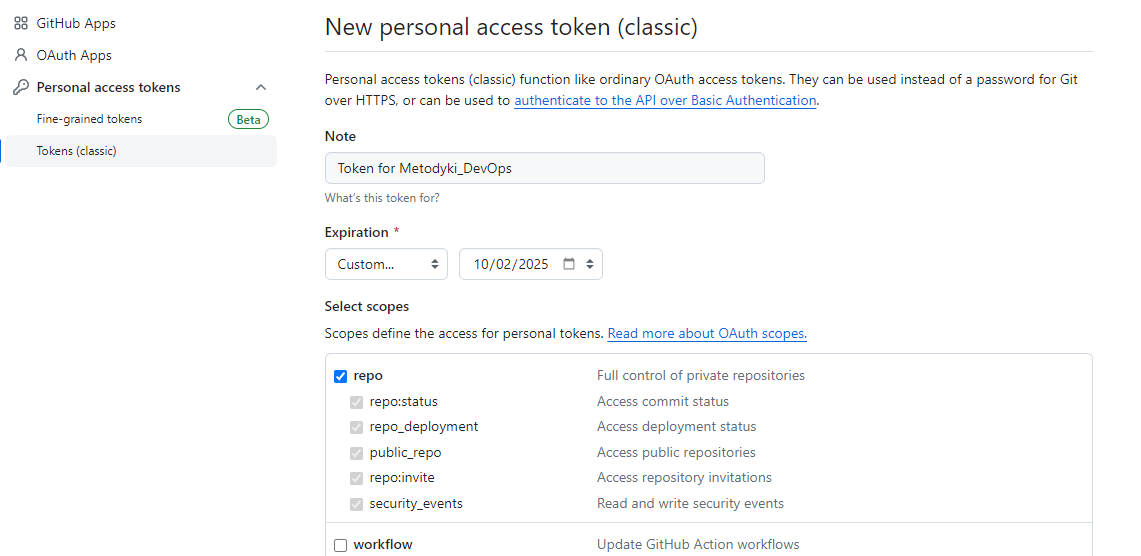 GitHub Apps
OAuth Apps
Personal access tokens
Fine-grained tokens Beta
Tokens (classic)
New personal access token (classic)
Personal access tokens (classic) function like ordinary OAuth access tokens. They can be used instead of a password for Git
over HTTPS, or can be used to authenticate to the API over Basic Authentication.
Note
Token for Metodyki_DevOps
What's this token for?
Expiration *
Custom... 10/02/2025
Select scopes
Scopes define the access for personal tokens. Read more about OAuth scopes.
repo Full control of private repositories
repo:status Access commit status
repo_deployment Access deployment status
public_repo Access public repositories
repo:invite Access repository invitations
security_events Read and write security events
workflow Update GitHub Action workflows